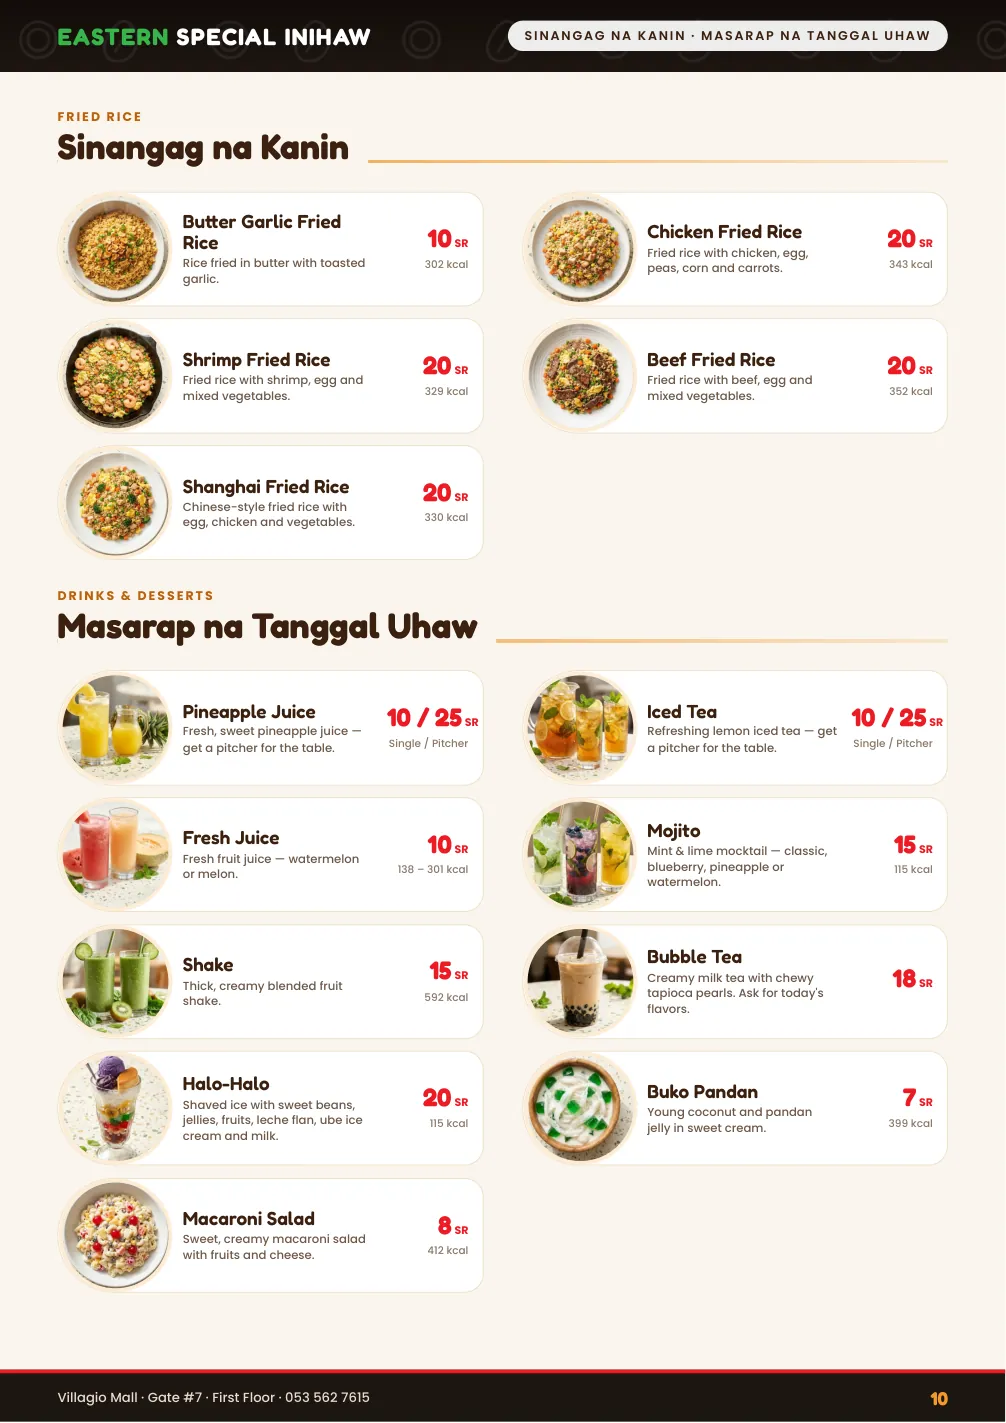 EASTERN SPECIAL INIHAW
SINANGAG NA KANIN · MASARAP NA TANGGAL UHAW
FRIED RICE
Sinangag na Kanin
Butter Garlic Fried
Rice
Rice fried in butter with toasted
garlic.
10 SR
302 kcal
Chicken Fried Rice
Fried rice with chicken, egg,
peas, corn and carrots.
20 SR
343 kcal
Shrimp Fried Rice
Fried rice with shrimp, egg and
mixed vegetables.
20 SR
329 kcal
Beef Fried Rice
Fried rice with beef, egg and
mixed vegetables.
20 SR
352 kcal
Shanghai Fried Rice
Chinese-style fried rice with
egg, chicken and vegetables.
20 SR
330 kcal
DRINKS & DESSERTS
Masarap na Tanggal Uhaw
Pineapple Juice
Fresh, sweet pineapple juice —
get a pitcher for the table.
10 / 25 SR
Single / Pitcher
Iced Tea
Refreshing lemon iced tea — get
a pitcher for the table.
10 / 25 SR
Single / Pitcher
Fresh Juice
Fresh fruit juice — watermelon
or melon.
10 SR
138 – 301 kcal
Mojito
Mint & lime mocktail — classic,
blueberry, pineapple or
watermelon.
15 SR
115 kcal
Shake
Thick, creamy blended fruit
shake.
15 SR
592 kcal
Bubble Tea
Creamy milk tea with chewy
tapioca pearls. Ask for today's
flavors.
18 SR
Halo-Halo
Shaved ice with sweet beans,
jellies, fruits, leche flan, ube ice
cream and milk.
20 SR
115 kcal
Buko Pandan
Young coconut and pandan
jelly in sweet cream.
7 SR
399 kcal
Macaroni Salad
Sweet, creamy macaroni salad
with fruits and cheese.
8 SR
412 kcal
Villagio Mall · Gate #7 · First Floor · 053 562 7615
10